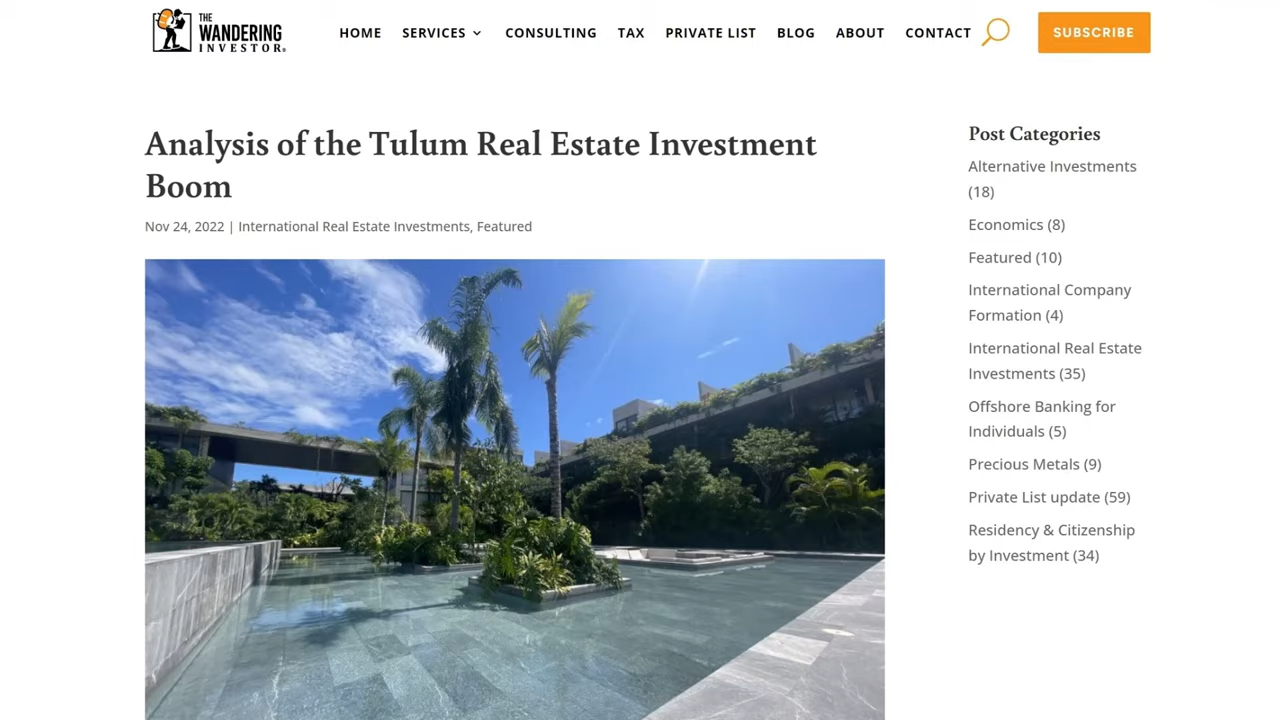 THE
WANDERING
INVESTOR
HOME
SERVICES
CONSULTING
TAX
PRIVATE LIST
BLOG
ABOUT
CONTACT
SUBSCRIBE
Analysis of the Tulum Real Estate Investment
Boom
Nov 24, 2022 | International Real Estate Investments, Featured
Post Categories
Alternative Investments
(18)
Economics (8)
Featured (10)
International Company
Formation (4)
International Real Estate
Investments (35)
Offshore Banking for
Individuals (5)
Precious Metals (9)
Private List update (59)
Residency & Citizenship
by Investment (34)